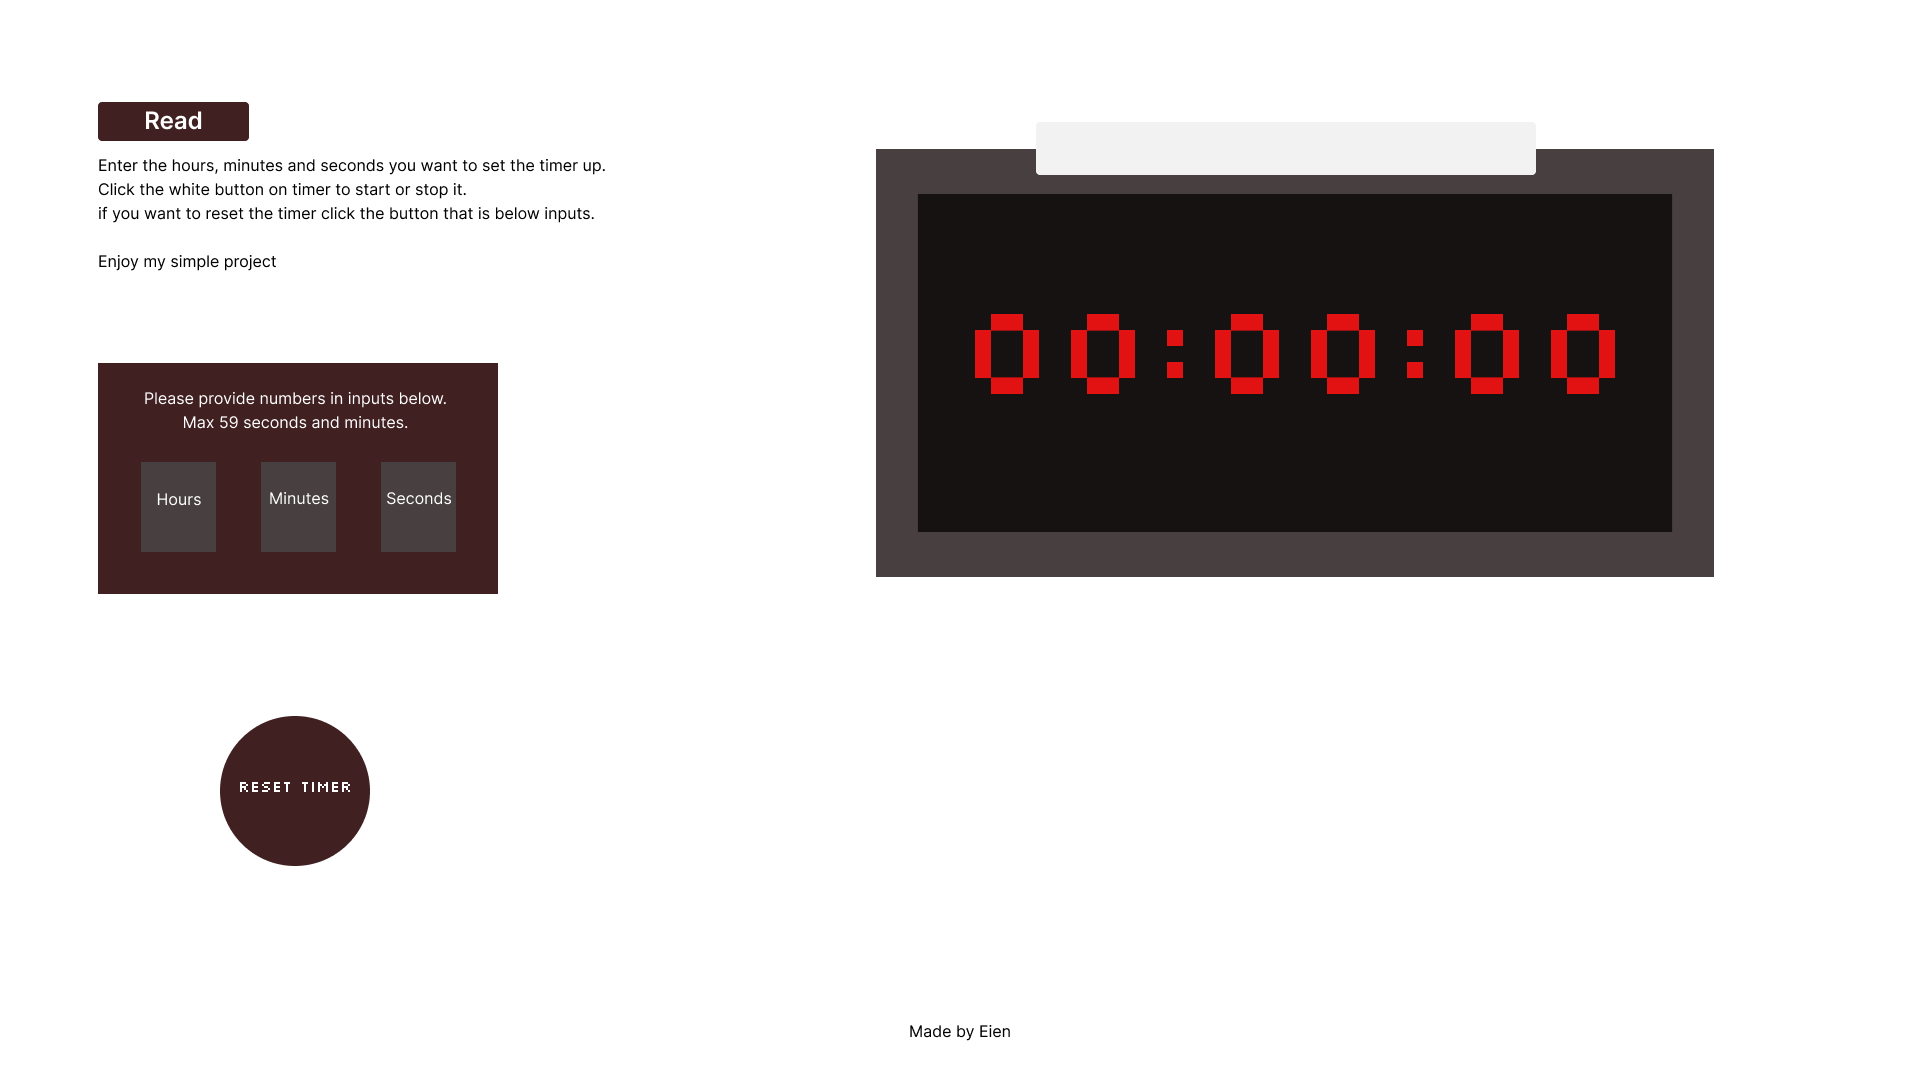 Read
Enter the hours, minutes and seconds you want to set the timer up.
Click the white button on timer to start or stop it.
if you want to reset the timer click the button that is below inputs.
Enjoy my simple project
00:00:00
Please provide numbers in inputs below.
Max 59 seconds and minutes.
Hours
Minutes
Seconds
RESET TIMER
Made by Eien